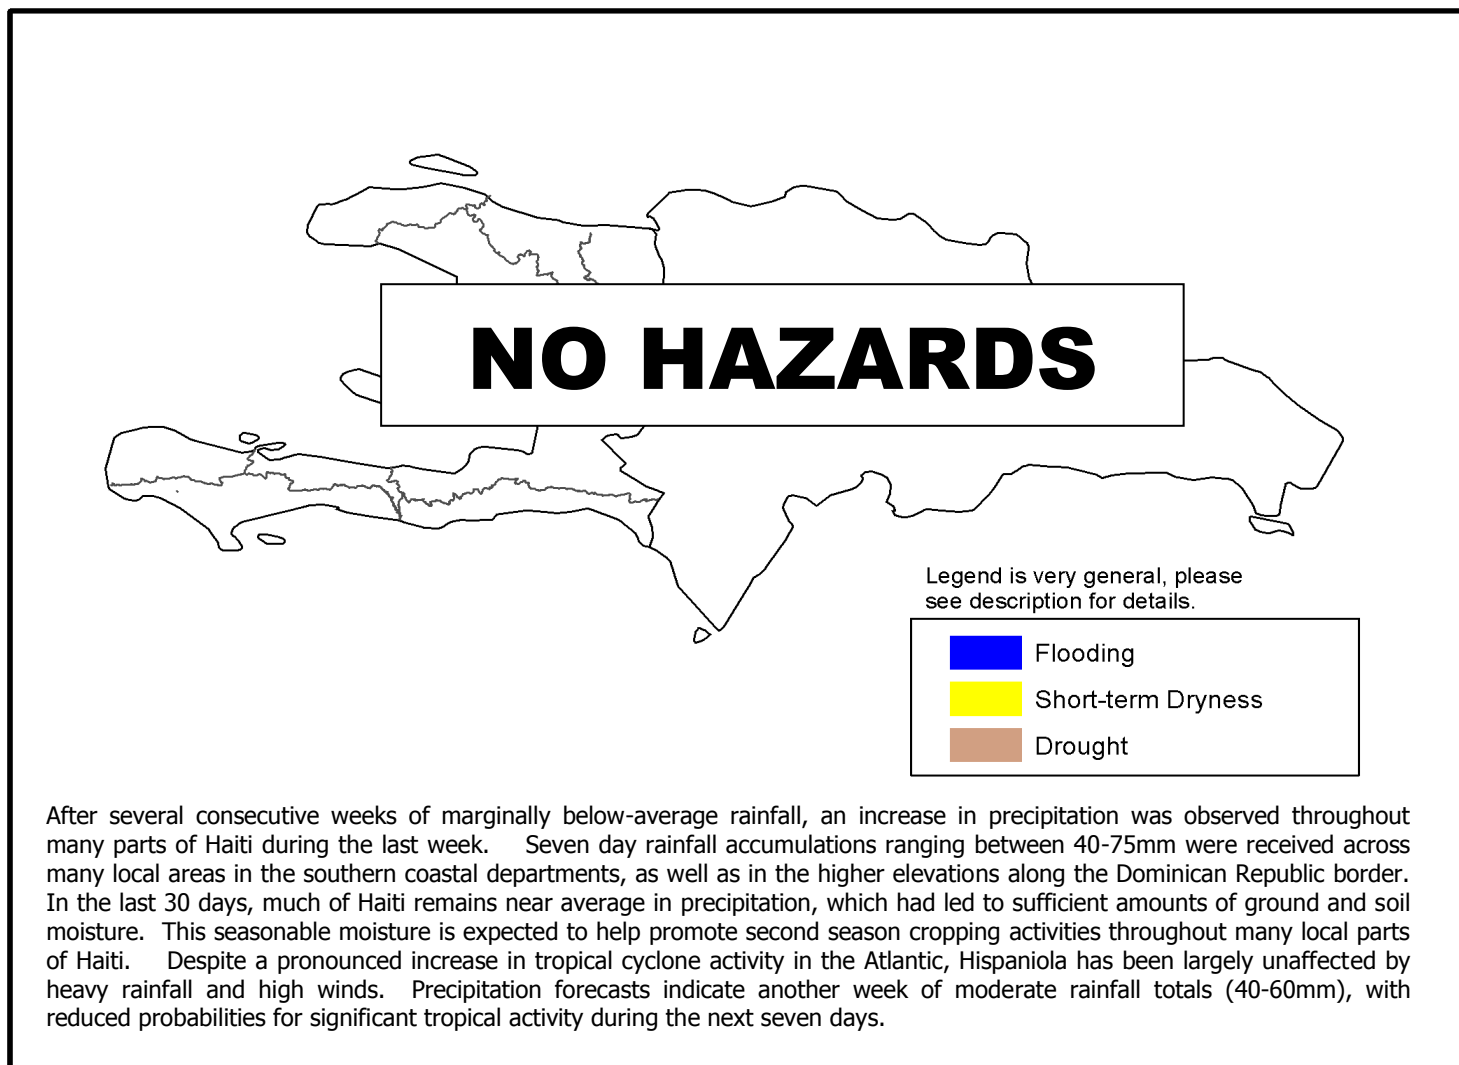 NO HAZARDS
Legend is very general, please
see description for details.
Flooding
Short-term Dryness
Drought
After several consecutive weeks of marginally below-average rainfall, an increase in precipitation was observed throughout
many parts of Haiti during the last week. Seven day rainfall accumulations ranging between 40-75mm were received across
many local areas in the southern coastal departments, as well as in the higher elevations along the Dominican Republic border.
In the last 30 days, much of Haiti remains near average in precipitation, which had led to sufficient amounts of ground and soil
moisture. This seasonable moisture is expected to help promote second season cropping activities throughout many local parts
of Haiti. Despite a pronounced increase in tropical cyclone activity in the Atlantic, Hispaniola has been largely unaffected by
heavy rainfall and high winds. Precipitation forecasts indicate another week of moderate rainfall totals (40-60mm), with
reduced probabilities for significant tropical activity during the next seven days.